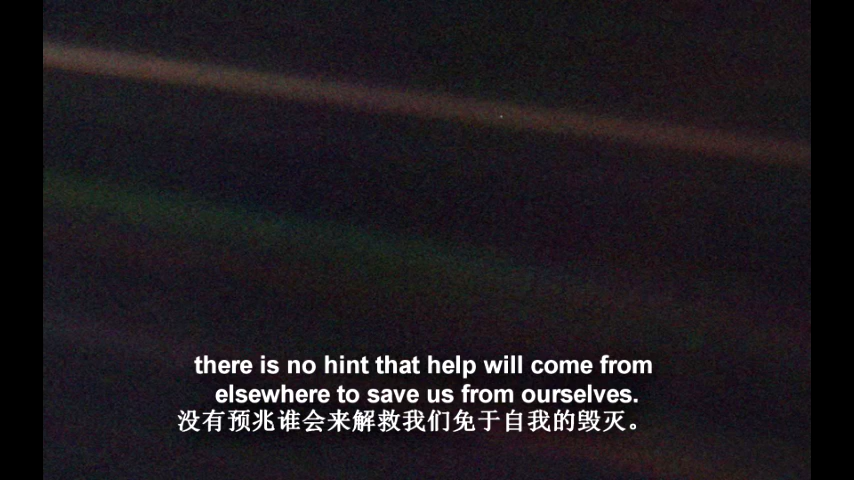 there is no hint that help will come from
elsewhere to save us from ourselves.
没有预兆谁会来解救我们免于自我的毁灭。